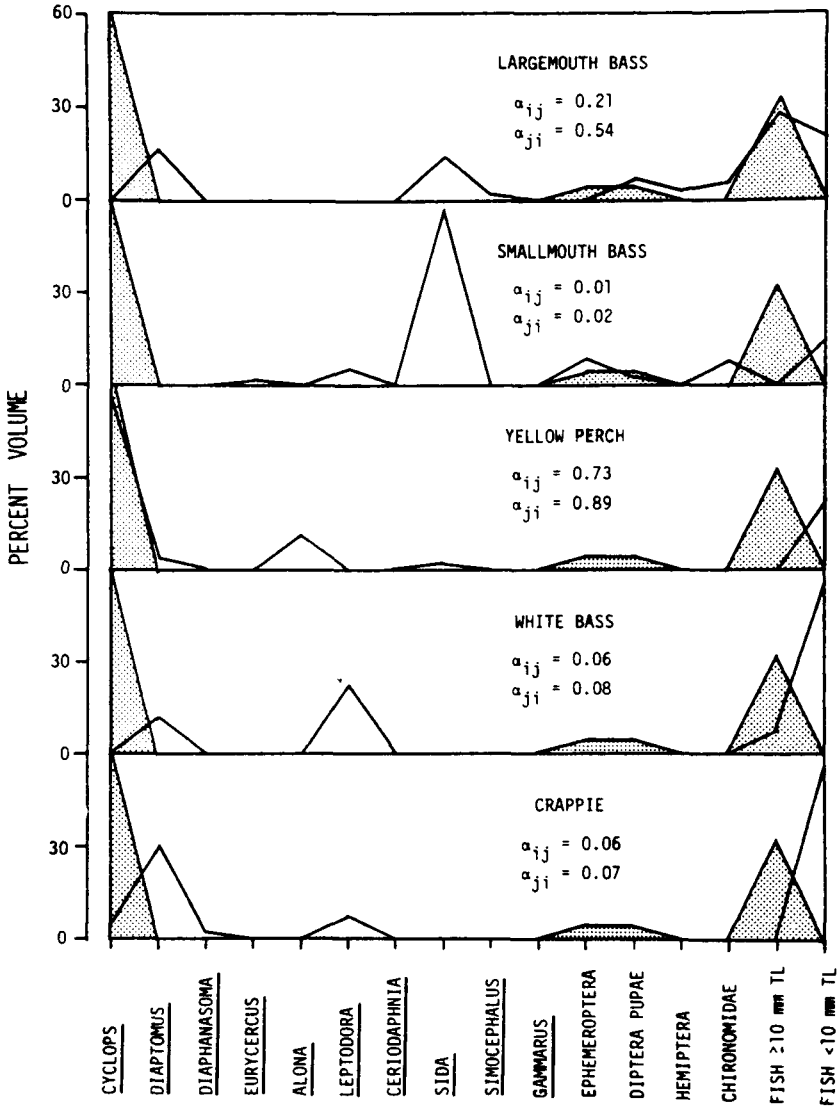 PERCENT VOLUME
60
30
0
LARGEMOUTH BASS
αij = 0.21
αji = 0.54
30
0
SMALLMOUTH BASS
αij = 0.01
αji = 0.02
30
0
YELLOW PERCH
αij = 0.73
αji = 0.89
30
0
WHITE BASS
αij = 0.06
αji = 0.08
30
0
CRAPPIE
αij = 0.06
αji = 0.07
CYCLOPS
DIAPTOMUS
DIAPHANASOMA
EURYCERCUS
ALONA
LEPTODORA
CERIODAPHNIA
SIDA
SIMOCEPHALUS
GAMMARUS
EPHEMEROPTERA
DIPTERA PUPAE
HEMIPTERA
CHIRONOMIDAE
FISH ≥10 mm TL
FISH <10 mm TL